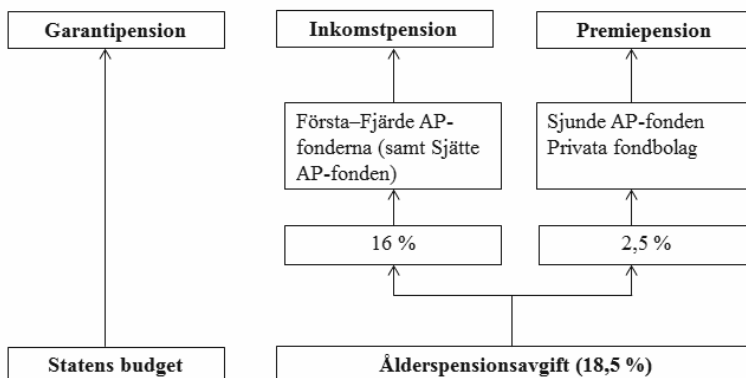 Garantipension
Inkomstpension
Premiepension
Första–Fjärde AP-
fonderna (samt Sjätte
AP-fonden)
Sjunde AP-fonden
Privata fondbolag
16 %
2,5 %
Statens budget
Ålderspensionsavgift (18,5 %)